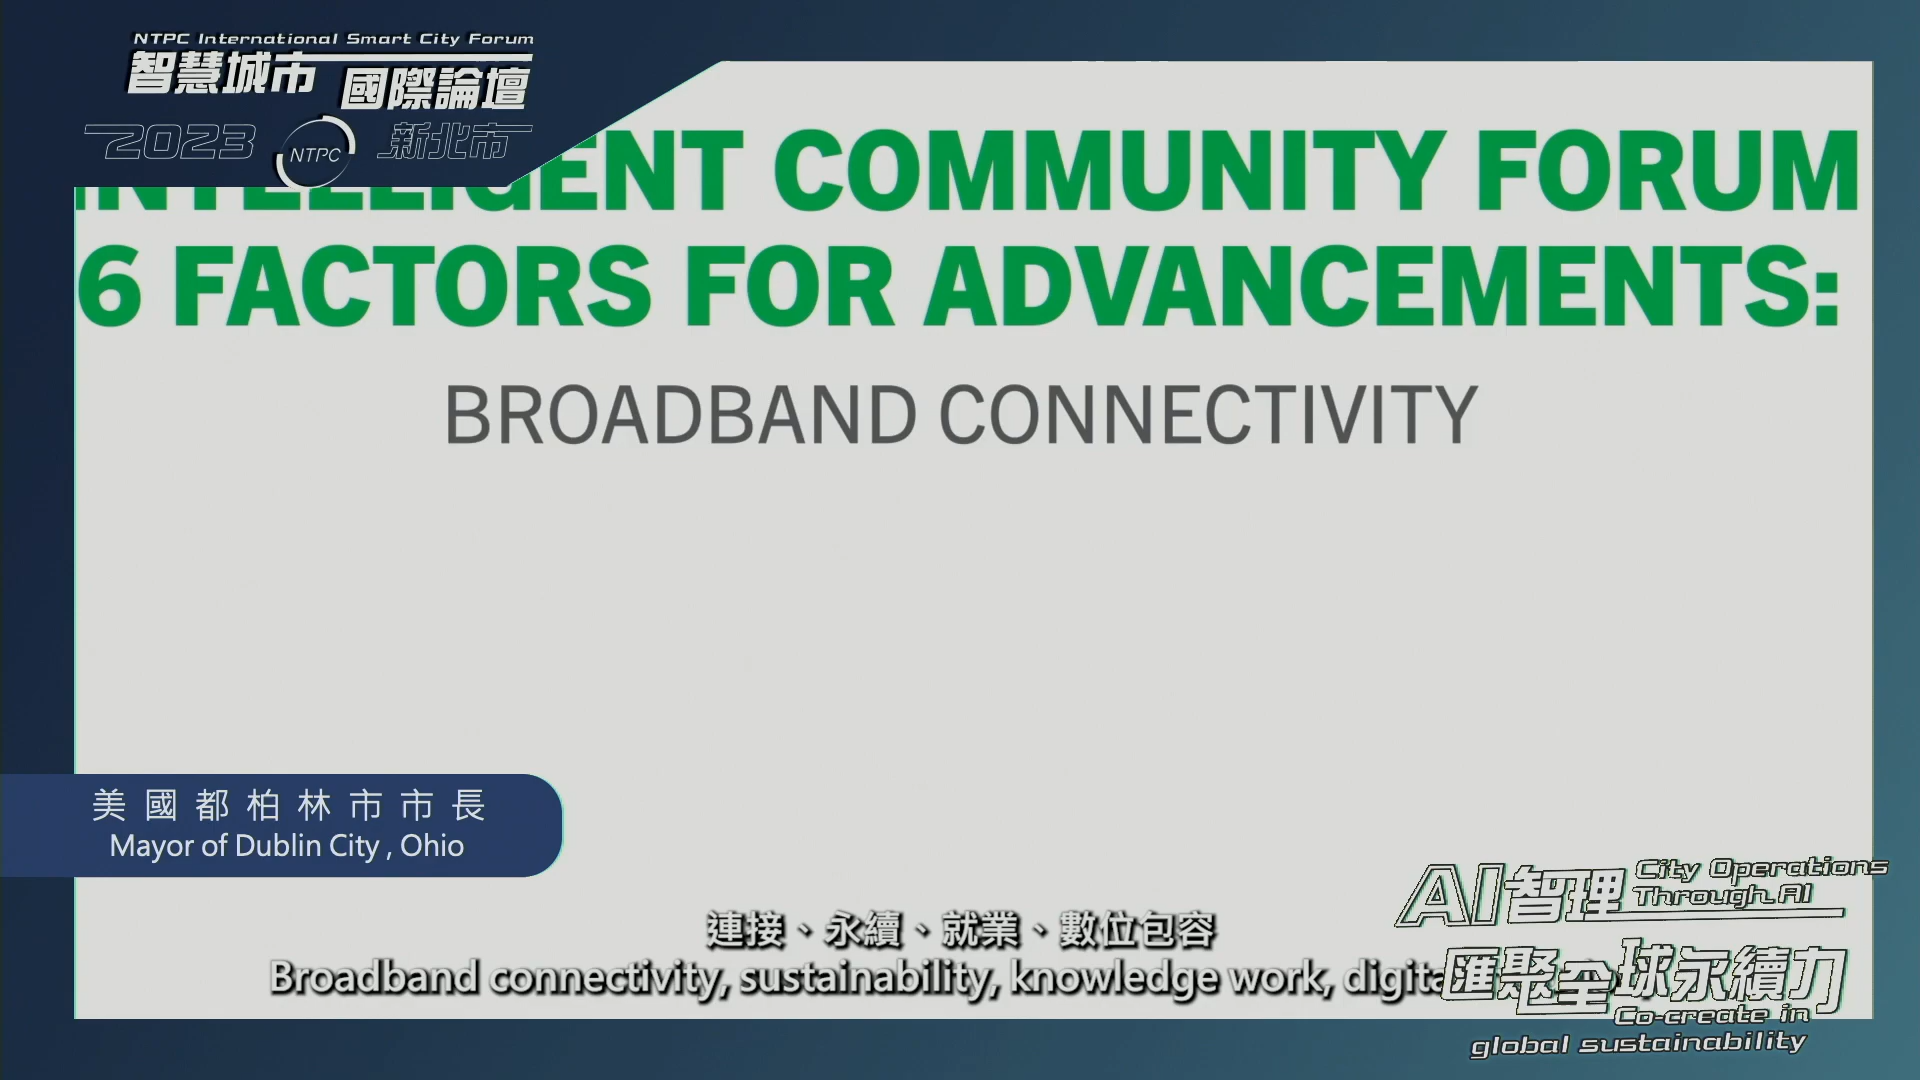 NTPC International Smart City Forum
智慧城市 國際論壇
2023 NTPC 新北市
INTELLIGENT COMMUNITY FORUM
6 FACTORS FOR ADVANCEMENTS:
BROADBAND CONNECTIVITY
美國都柏林市市長
Mayor of Dublin City , Ohio
連接、永續、就業、數位包容
Broadband connectivity, sustainability, knowledge work,
AI智理 City Operations
Through AI
匯聚全球永續力
Co-create in
global sustainability